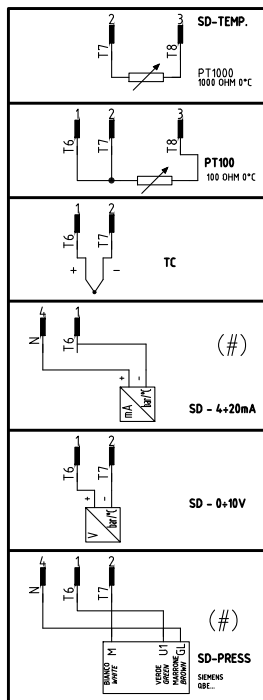 2 3 SD-TEMP.
T7 T8
PT1000
1000 OHM 0°C
1 2 3
T6 T7 T8
PT100
100 OHM 0°C
1 2
T6 T7
+ -
TC
4 1
N T6
(#)
+ -
mA bar/°C
SD - 4÷20mA
1 2
T6 T7
SD - 0÷10V
+ -
V bar/°C
4 1 2
N T6 T7
(#)
M U1 GL
BIANCO
WHITE
VERDE
GREEN
MARRONE
BROWN
SD-PRESS
SIEMENS
QBE...